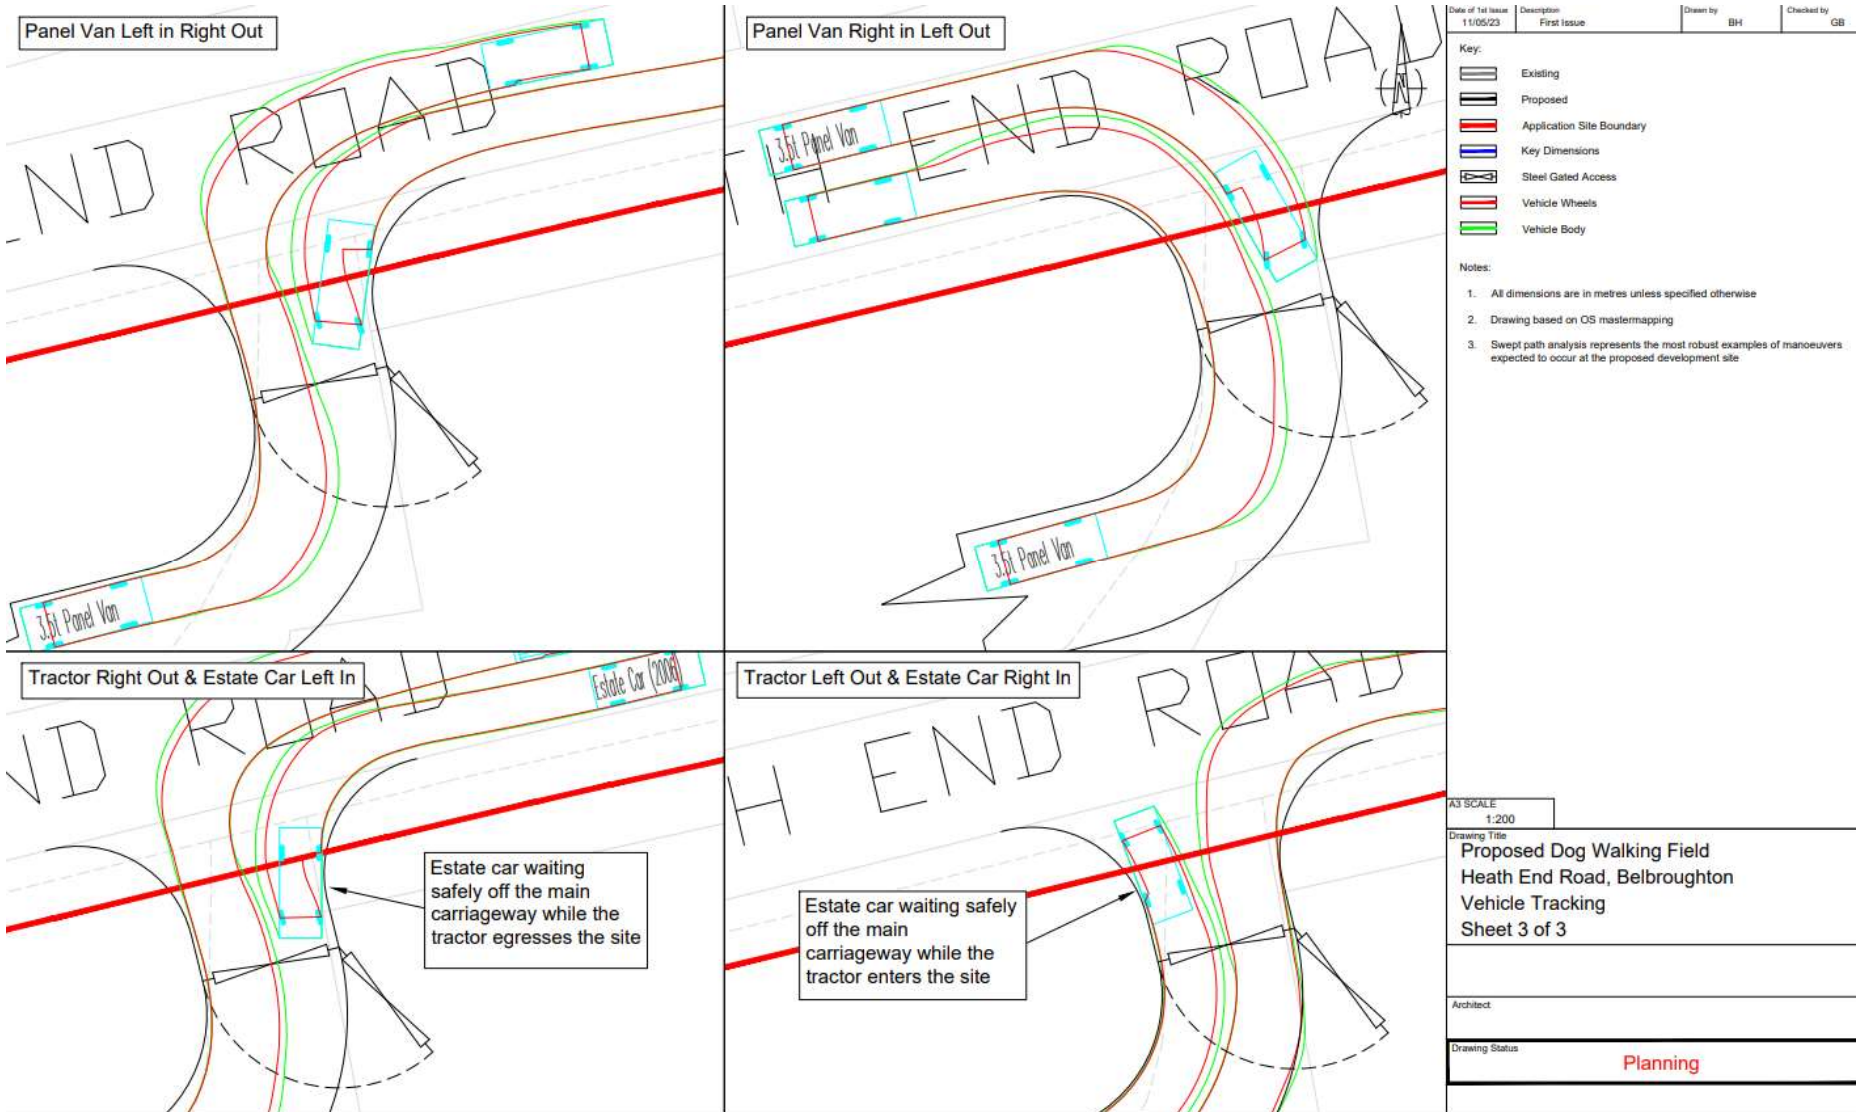 Panel Van Left in Right Out
END ROAD
3.5t Panel Van
Panel Van Right in Left Out
TH END ROAD
3.5t Panel Van
3.5t Panel Van
Tractor Right Out & Estate Car Left In
ND ROAD
Estate Car (2006)
Estate car waiting
safely off the main
carriageway while the
tractor egresses the site
Tractor Left Out & Estate Car Right In
H END ROAD
Estate car waiting safely
off the main
carriageway while the
tractor enters the site
Date of 1st Issue
11/05/23
Description
First Issue
Drawn by
BH
Checked by
GB
N
Key:
Existing
Proposed
Application Site Boundary
Key Dimensions
Steel Gated Access
Vehicle Wheels
Vehicle Body
Notes:
1. All dimensions are in metres unless specified otherwise
2. Drawing based on OS mastermapping
3. Swept path analysis represents the most robust examples of manoeuvers
expected to occur at the proposed development site
A3 SCALE
1:200
Drawing Title
Proposed Dog Walking Field
Heath End Road, Belbroughton
Vehicle Tracking
Sheet 3 of 3
Architect
Drawing Status
Planning